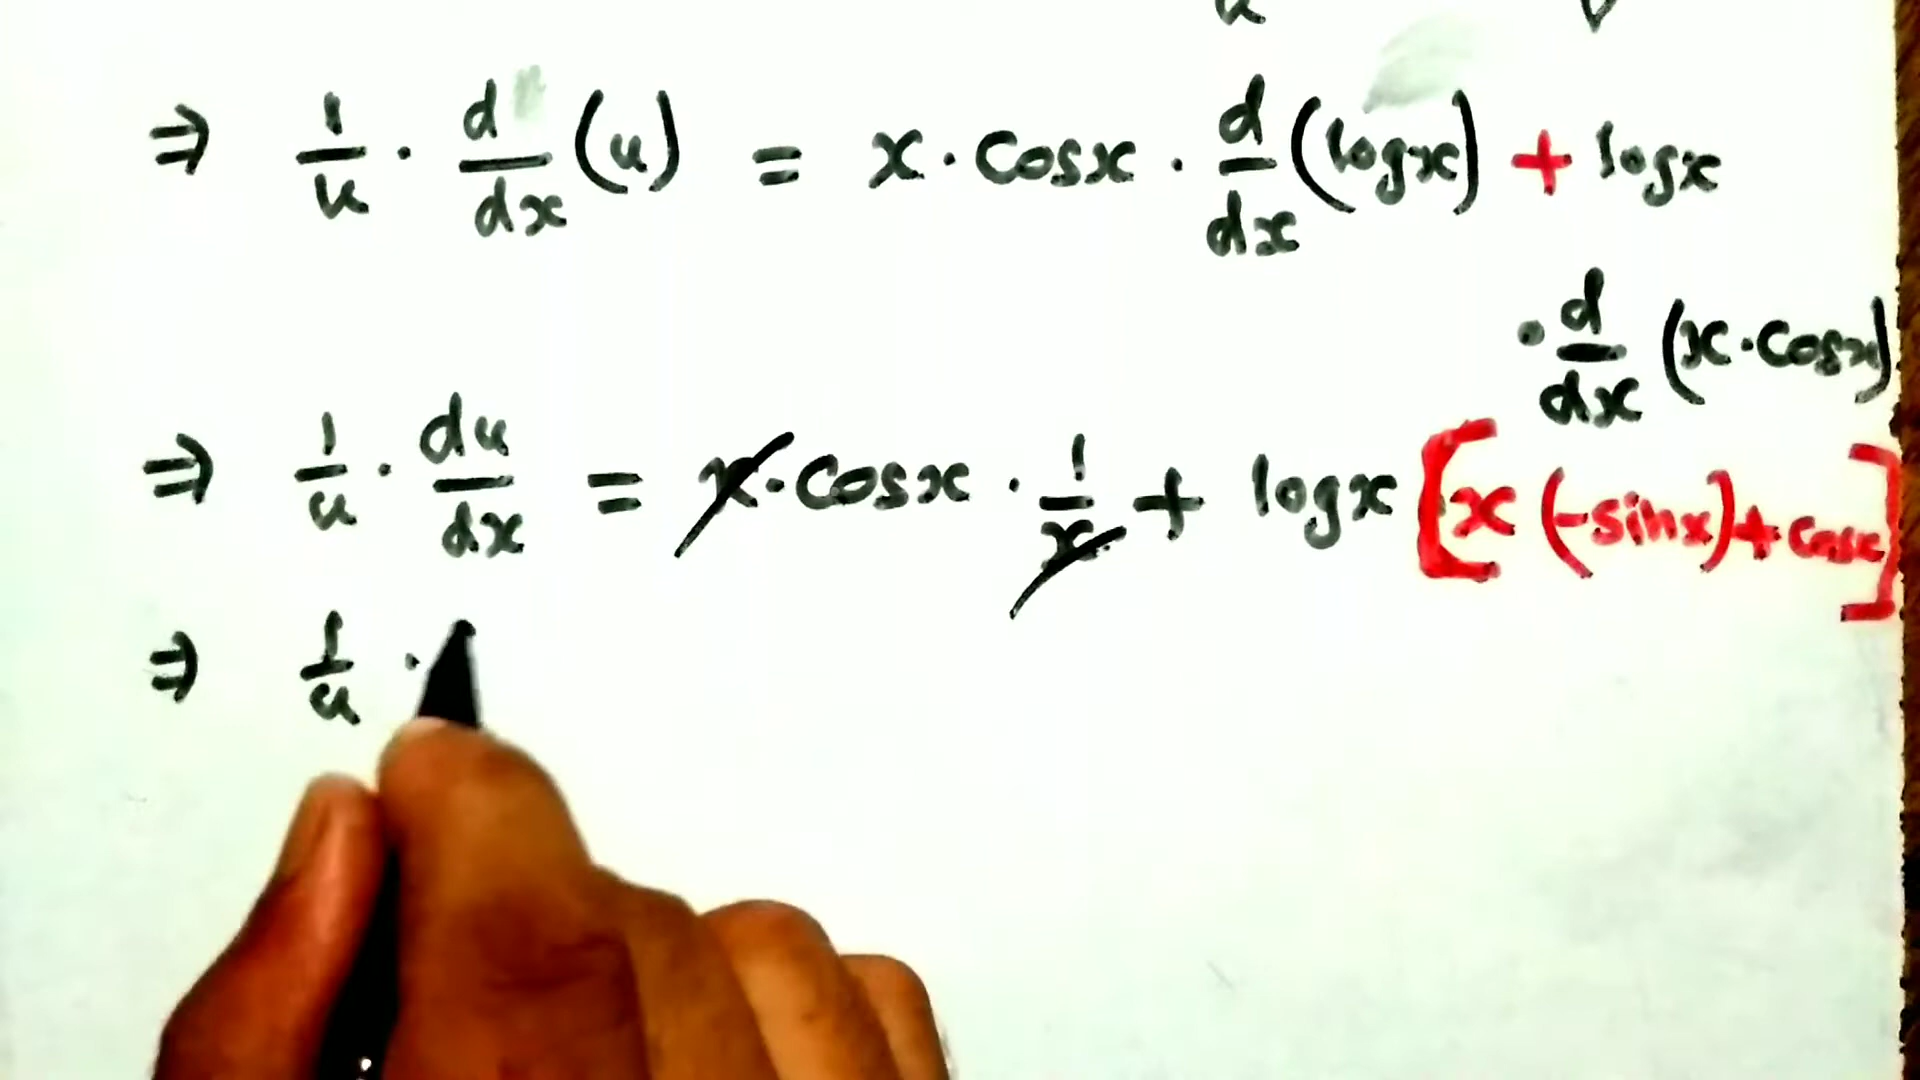 u v
⇒ 1/u · d/dx (u) = x · cosx · d/dx (logx) + logx
· d/dx (x · cosx)
⇒ 1/u · du/dx = x · cosx · 1/x + logx [x (-sinx) + cosx]
⇒ 1/u ·